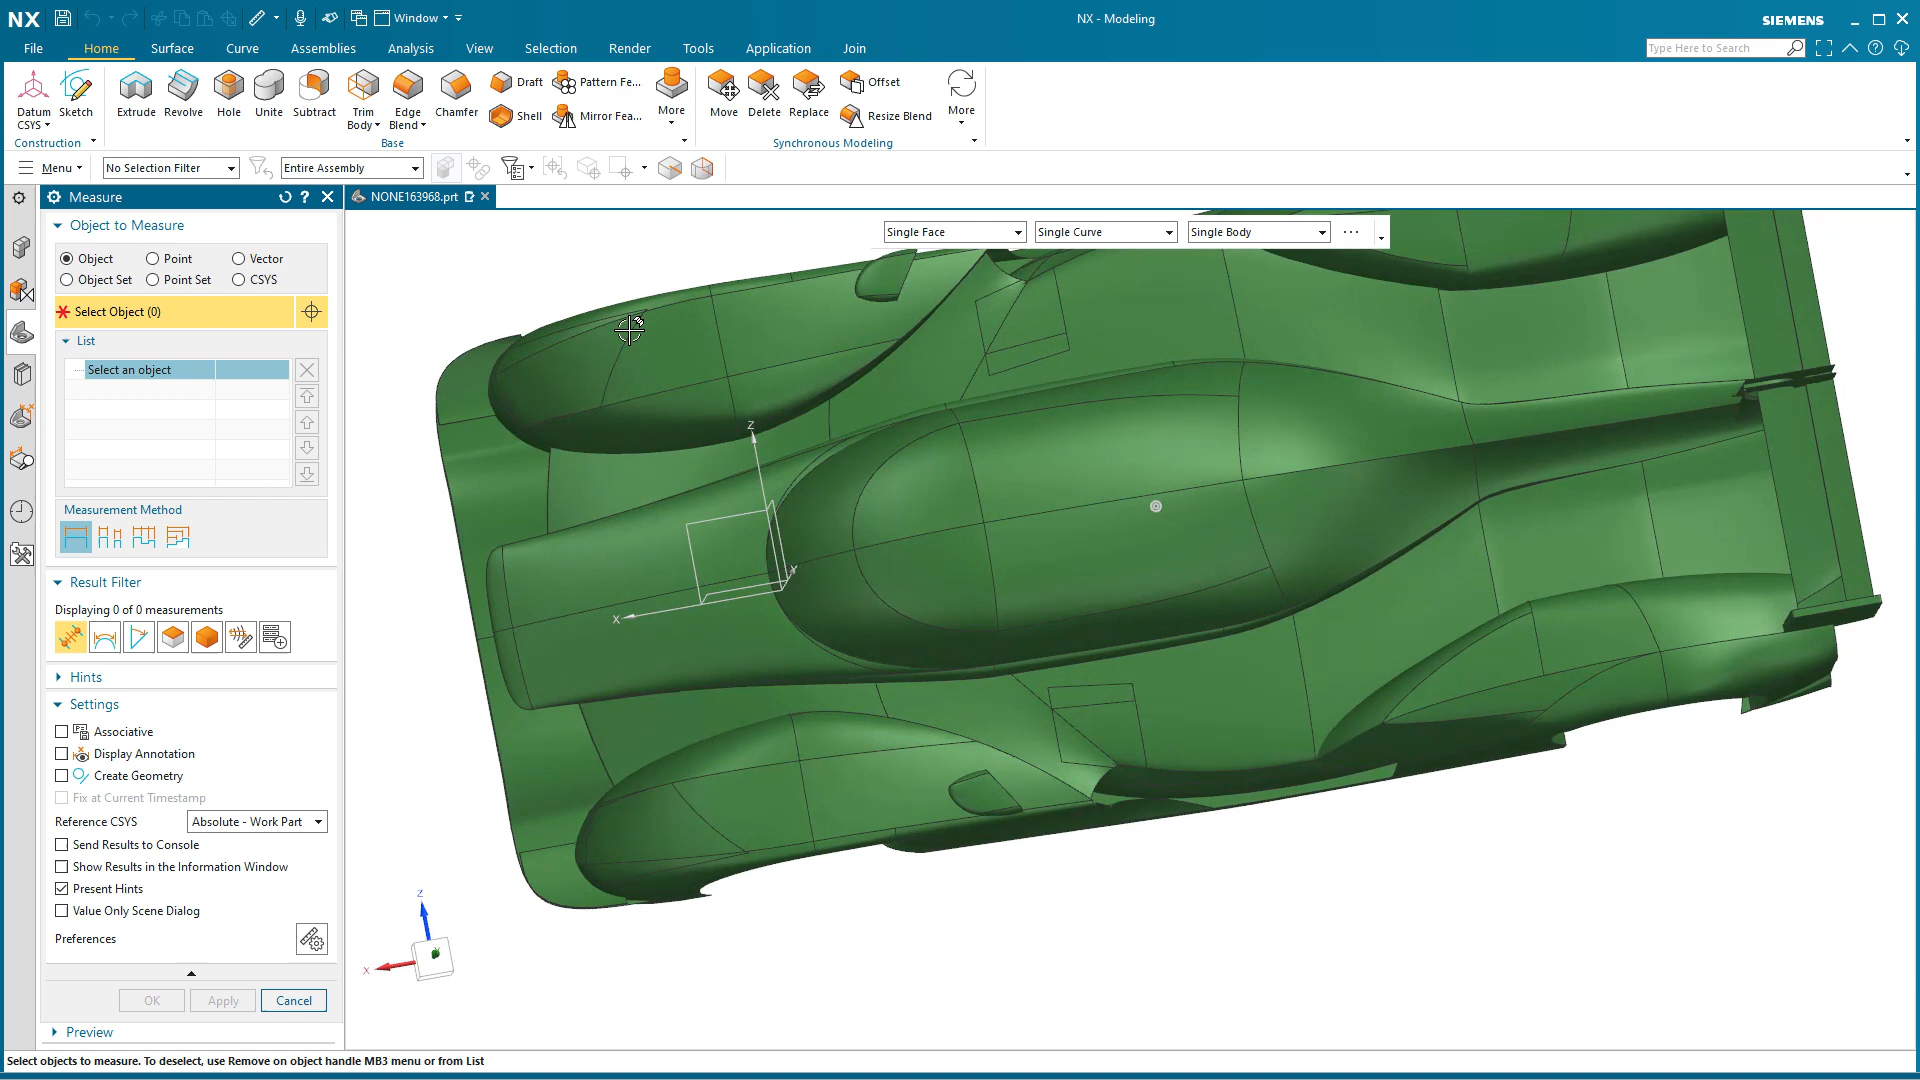 NX
Window
NX - Modeling
SIEMENS
File
Home
Surface
Curve
Assemblies
Analysis
View
Selection
Render
Tools
Application
Join
Type Here to Search
Datum
CSYS
Sketch
Extrude
Revolve
Hole
Unite
Subtract
Trim
Body
Edge
Blend
Chamfer
Draft
Shell
Pattern Fe...
Mirror Fea...
More
Move
Delete
Replace
Offset
Resize Blend
More
Construction
Base
Synchronous Modeling
Menu
No Selection Filter
Entire Assembly
Measure
NONE163968.prt
Object to Measure
Single Face
Single Curve
Single Body
Object
Point
Vector
Object Set
Point Set
CSYS
Select Object (0)
List
Select an object
Measurement Method
Result Filter
Displaying 0 of 0 measurements
Hints
Settings
Associative
Display Annotation
Create Geometry
Fix at Current Timestamp
Reference CSYS
Absolute - Work Part
Send Results to Console
Show Results in the Information Window
Present Hints
Value Only Scene Dialog
Preferences
OK
Apply
Cancel
Preview
Z
Y
X
Z
X
Select objects to measure. To deselect, use Remove on object handle MB3 menu or from List